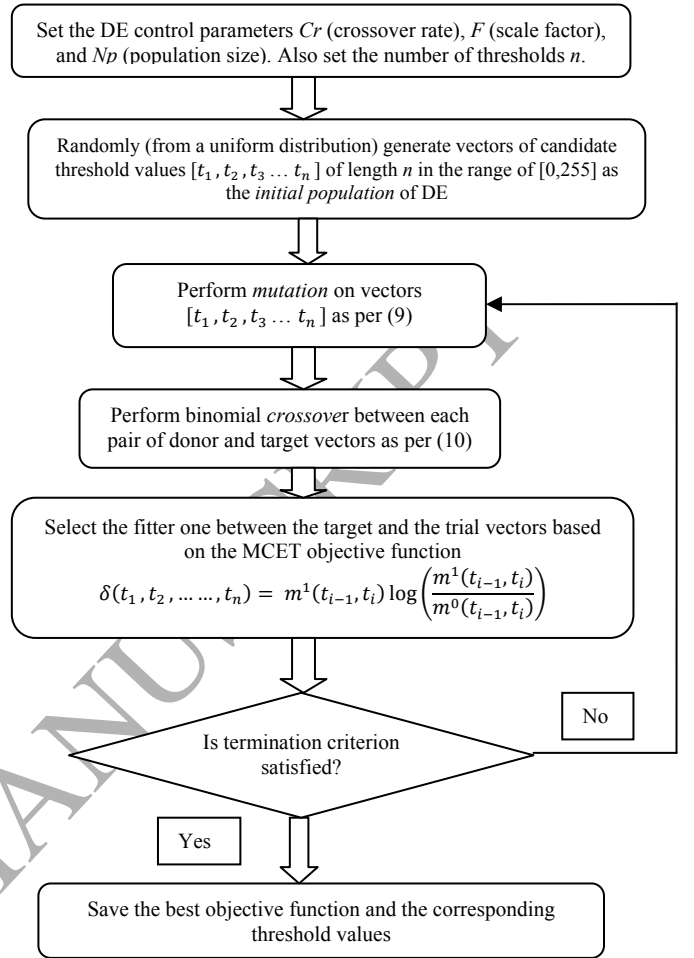 Set the DE control parameters Cr (crossover rate), F (scale factor),
and Np (population size). Also set the number of thresholds n.
Randomly (from a uniform distribution) generate vectors of candidate
threshold values [t₁, t₂, t₃ … tₙ] of length n in the range of [0,255] as
the initial population of DE
Perform mutation on vectors
[t₁, t₂, t₃ … tₙ] as per (9)
Perform binomial crossover between each
pair of donor and target vectors as per (10)
Select the fitter one between the target and the trial vectors based
on the MCET objective function
δ(t₁, t₂, … …, tₙ) = m¹(tᵢ₋₁, tᵢ) log (m¹(tᵢ₋₁, tᵢ) / m⁰(tᵢ₋₁, tᵢ))
Is termination criterion
satisfied?
No
Yes
Save the best objective function and the corresponding
threshold values